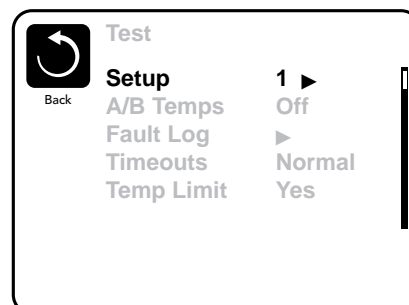 Test
Back
Setup 1 ▶
A/B Temps Off
Fault Log ▶
Timeouts Normal
Temp Limit Yes